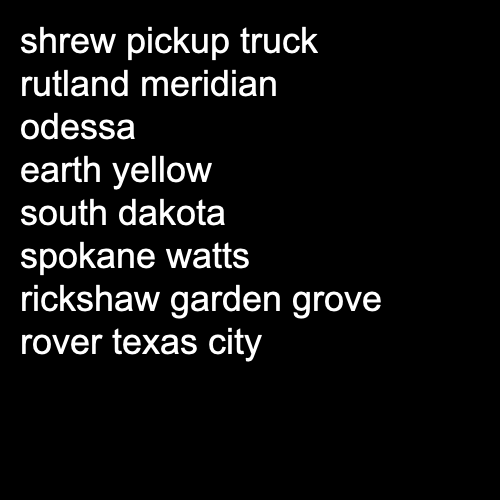 shrew pickup truck
rutland meridian
odessa
earth yellow
south dakota
spokane watts
rickshaw garden grove
rover texas city